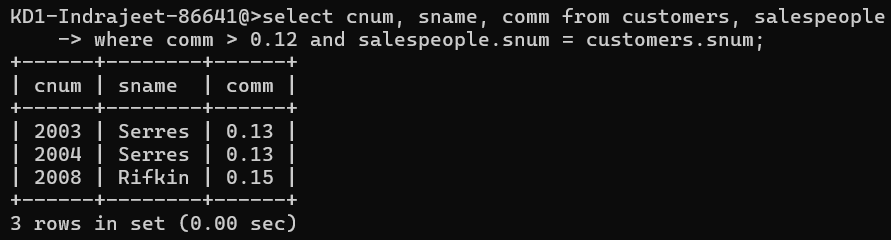 KD1-Indrajeet-86641@>select cnum, sname, comm from customers, salespeople
    -> where comm > 0.12 and salespeople.snum = customers.snum;
+------+--------+------+
| cnum | sname  | comm |
+------+--------+------+
| 2003 | Serres | 0.13 |
| 2004 | Serres | 0.13 |
| 2008 | Rifkin | 0.15 |
+------+--------+------+
3 rows in set (0.00 sec)